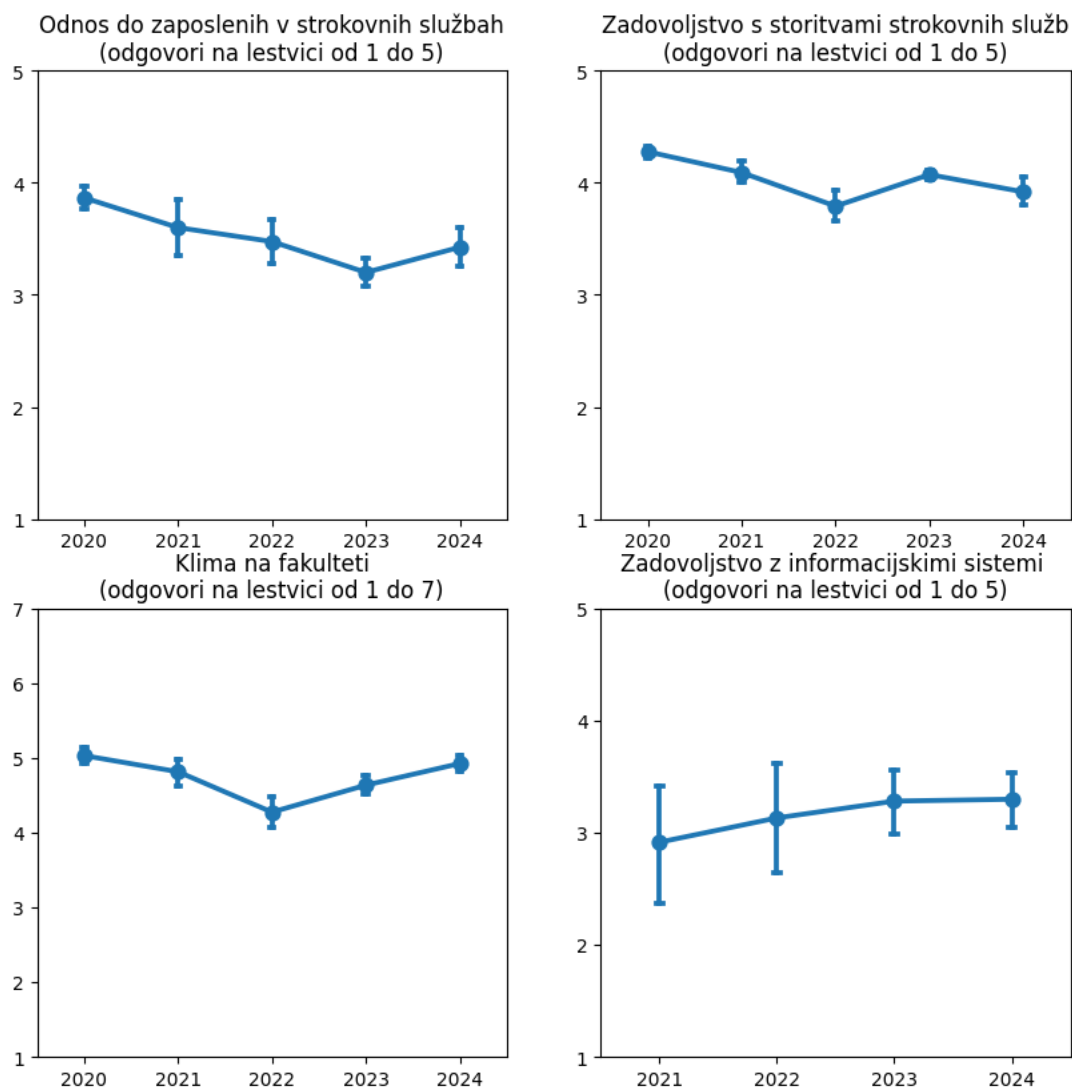 Odnos do zaposlenih v strokovnih službah
(odgovori na lestvici od 1 do 5)
5
4
3
2
1
2020 2021 2022 2023 2024
Zadovoljstvo s storitvami strokovnih služb
(odgovori na lestvici od 1 do 5)
5
4
3
2
1
2020 2021 2022 2023 2024
Klima na fakulteti
(odgovori na lestvici od 1 do 7)
7
6
5
4
3
2
1
2020 2021 2022 2023 2024
Zadovoljstvo z informacijskimi sistemi
(odgovori na lestvici od 1 do 5)
5
4
3
2
1
2021 2022 2023 2024